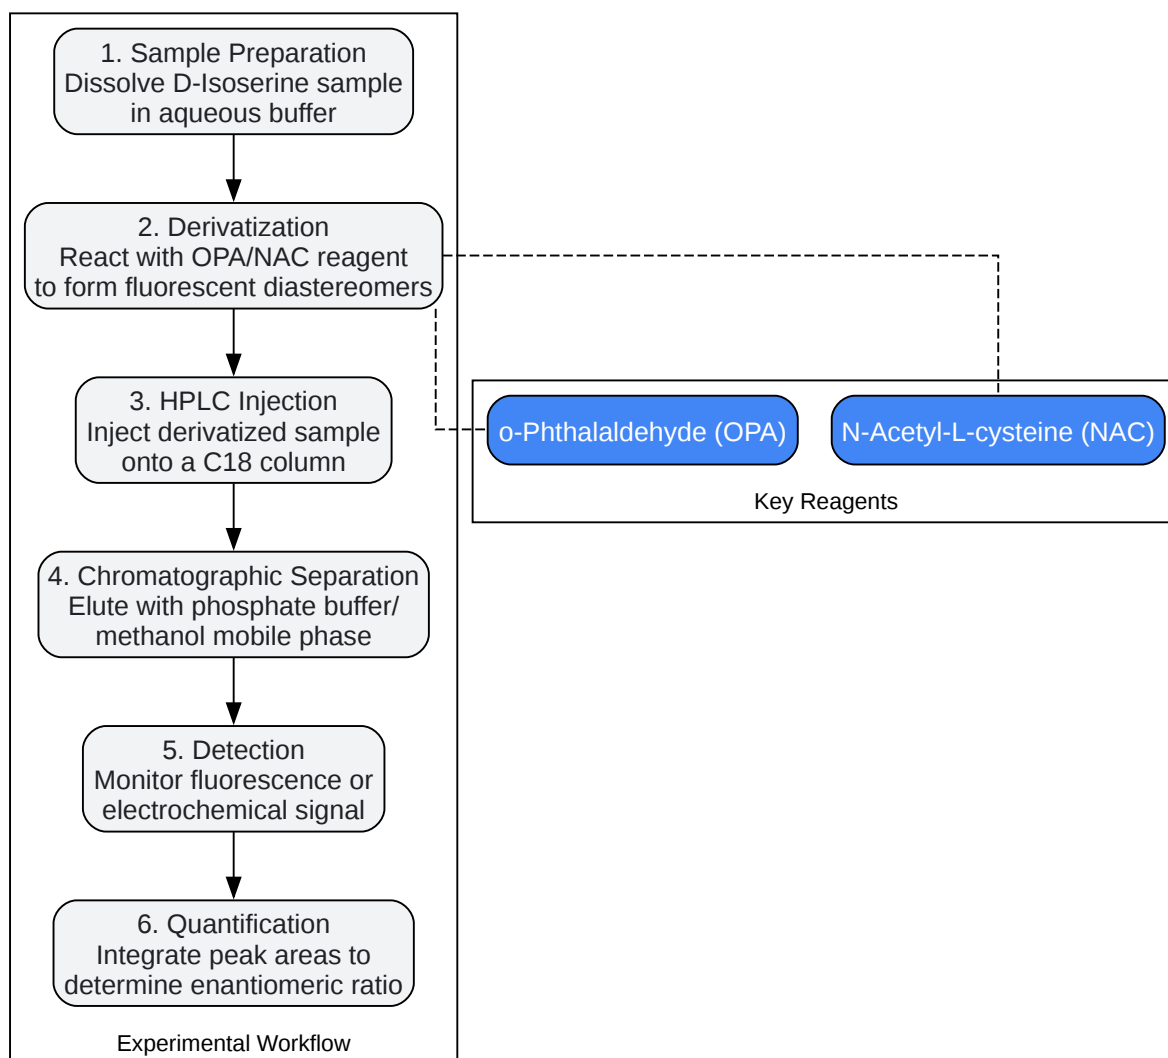 1. Sample Preparation
Dissolve D-Isoserine sample
in aqueous buffer
2. Derivatization
React with OPA/NAC reagent
to form fluorescent diastereomers
3. HPLC Injection
Inject derivatized sample
onto a C18 column
o-Phthalaldehyde (OPA)
N-Acetyl-L-cysteine (NAC)
Key Reagents
4. Chromatographic Separation
Elute with phosphate buffer/
methanol mobile phase
5. Detection
Monitor fluorescence or
electrochemical signal
6. Quantification
Integrate peak areas to
determine enantiomeric ratio
Experimental Workflow